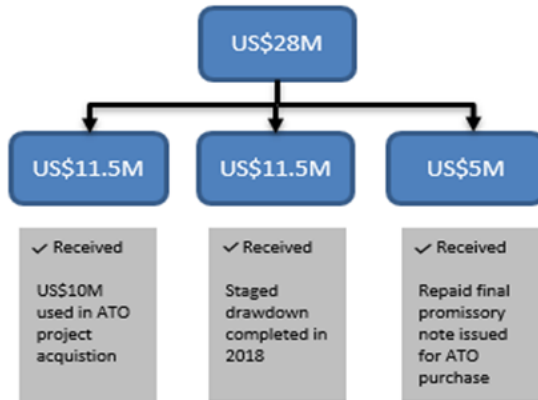 US$28M
US$11.5M
US$11.5M
US$5M
✓ Received
US$10M
used in ATO
project
acquistion
✓ Received
Staged
drawdown
completed in
2018
✓ Received
Repaid final
promissory
note issued
for ATO
purchase